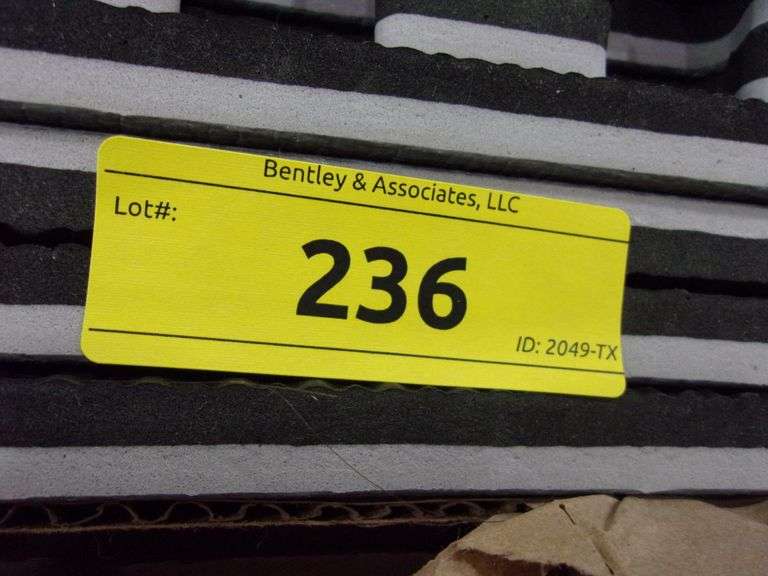 Bentley & Associates, LLC
Lot#:
236
ID: 2049-TX